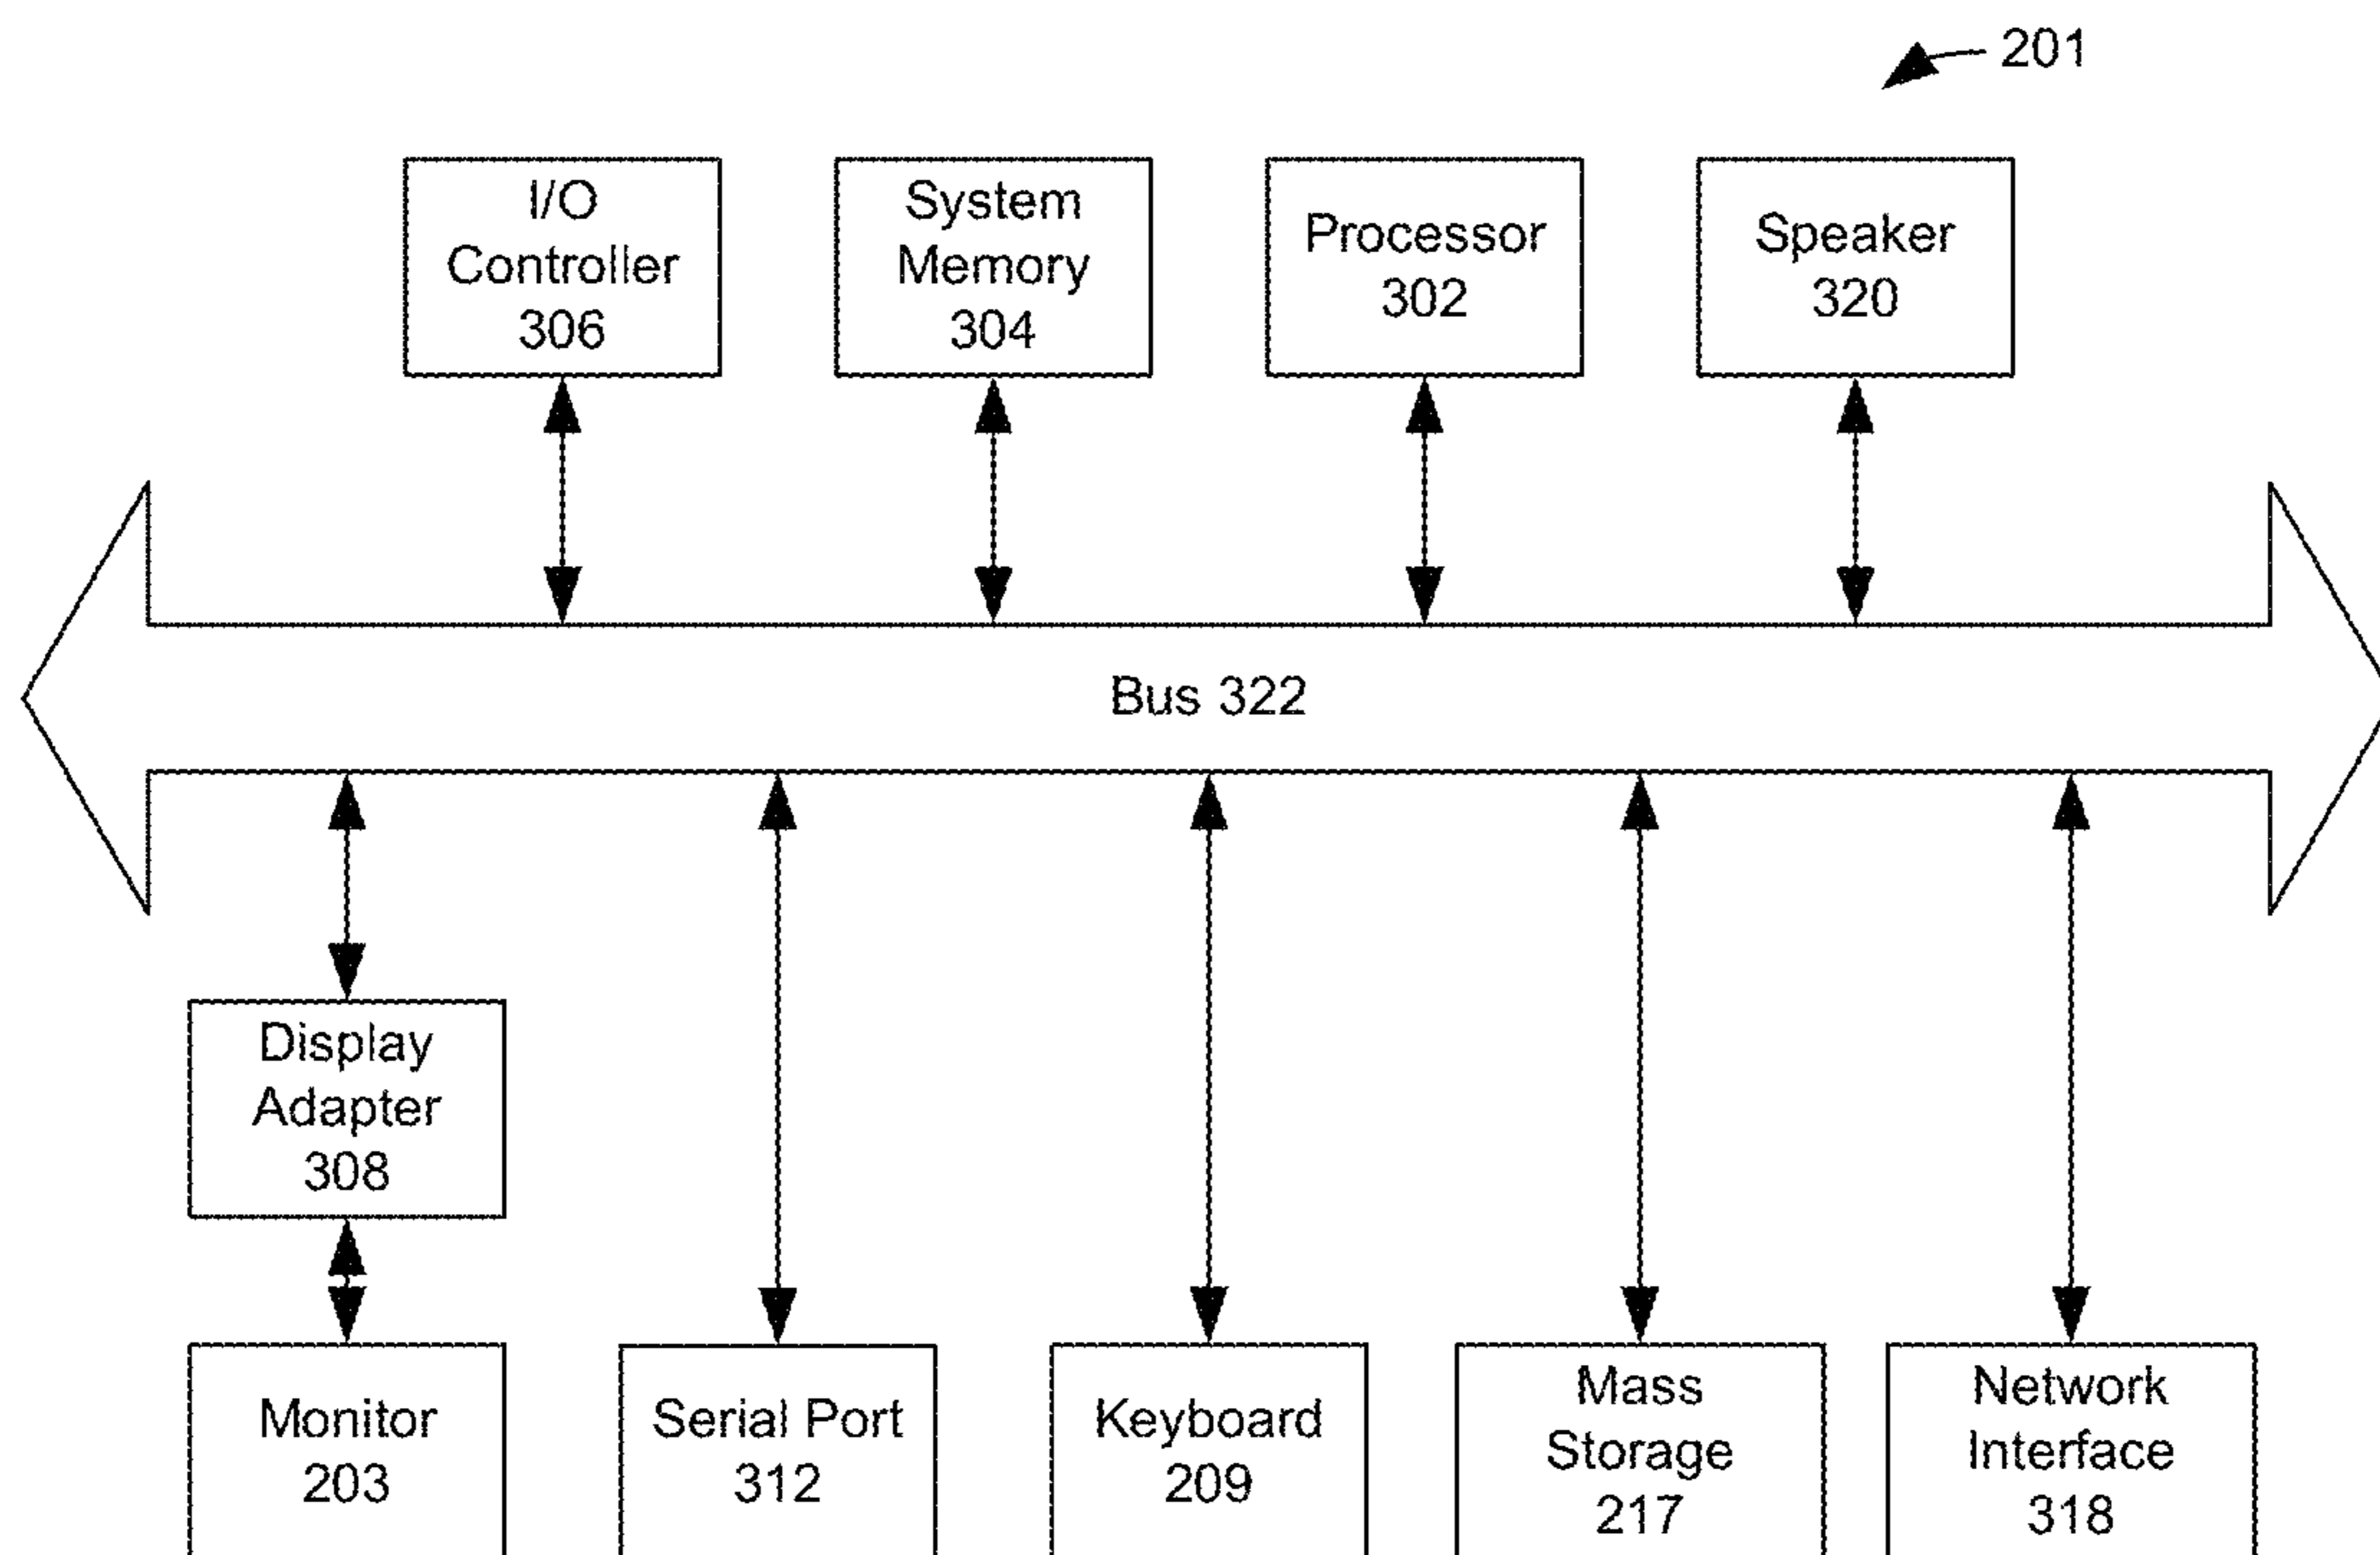 201
I/O
Controller
306
System
Memory
304
Processor
302
Speaker
320
Bus 322
Display
Adapter
308
Monitor
203
Serial Port
312
Keyboard
209
Mass
Storage
217
Network
Interface
318